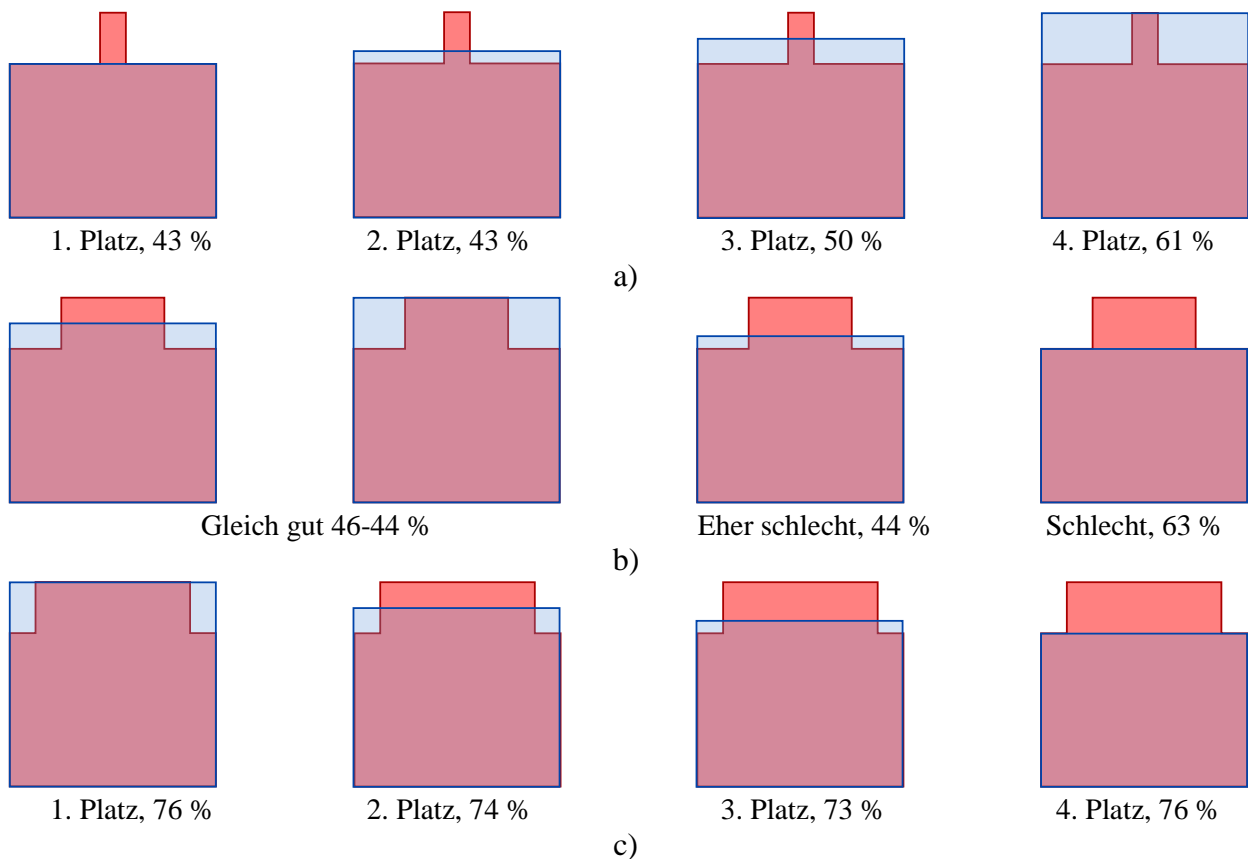 1. Platz, 43 %
2. Platz, 43 %
3. Platz, 50 %
4. Platz, 61 %
a)
Gleich gut 46-44 %
Eher schlecht, 44 %
Schlecht, 63 %
b)
1. Platz, 76 %
2. Platz, 74 %
3. Platz, 73 %
4. Platz, 76 %
c)